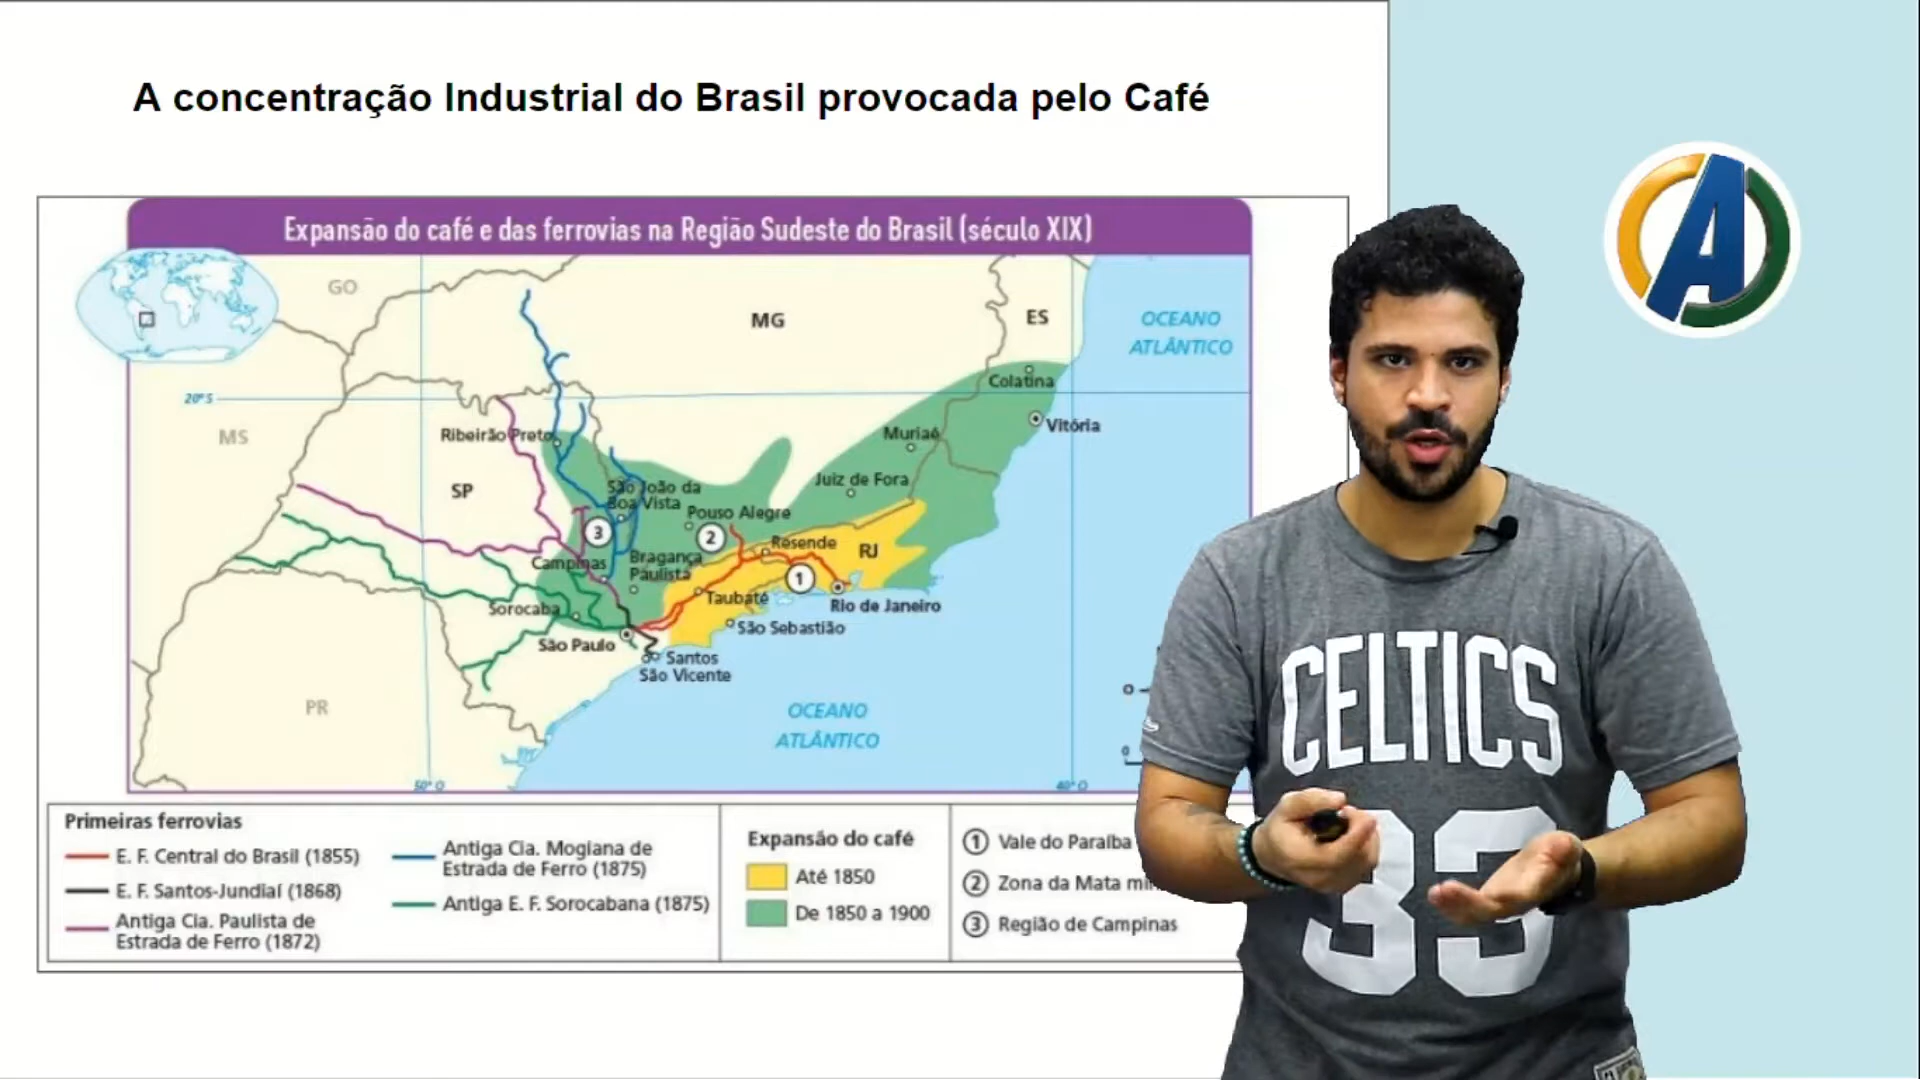 A concentração Industrial do Brasil provocada pelo Café
Expansão do café e das ferrovias na Região Sudeste do Brasil (século XIX)
GO
MG
ES
OCEANO
ATLÂNTICO
20° S
Colatina
MS
Ribeirão Preto
Muriaé
Vitória
SP
São João da
Boa Vista
Juiz de Fora
Pouso Alegre
3
2
Resende
RJ
Campinas
Bragança
Paulista
1
Taubaté
Rio de Janeiro
Sorocaba
São Sebastião
São Paulo
Santos
São Vicente
PR
OCEANO
ATLÂNTICO
0
0
50° O
40° O
Primeiras ferrovias
E. F. Central do Brasil (1855)
E. F. Santos-Jundiaí (1868)
Antiga Cia. Paulista de
Estrada de Ferro (1872)
Antiga Cia. Mogiana de
Estrada de Ferro (1875)
Antiga E. F. Sorocabana (1875)
Expansão do café
Até 1850
De 1850 a 1900
1 Vale do Paraíba
2 Zona da Mata
3 Região de Campinas
A
CELTICS
33